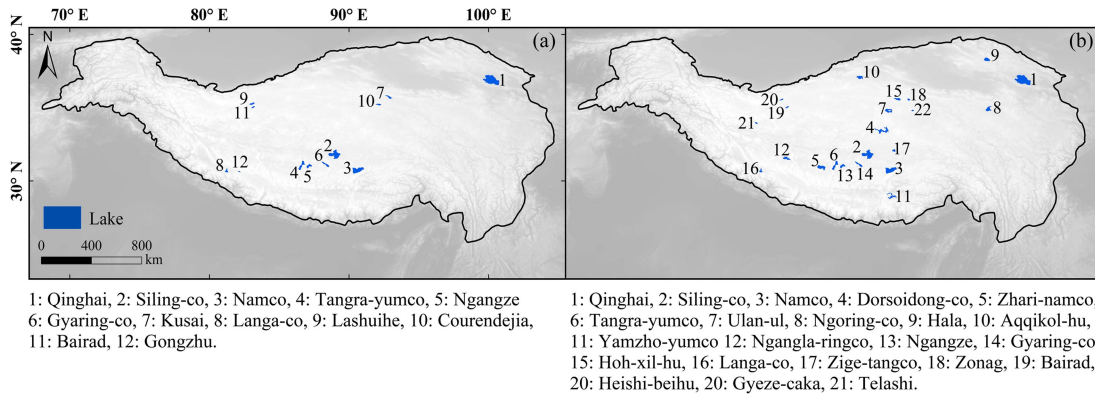 70° E 80° E 90° E 100° E
40° N
30° N
N
(a)
1
2
3
4
5
6
7
8
9
10
11
12
Lake
0 400 800
km
(b)
1
2
3
4
5
6
7
8
9
10
11
12
13
14
15
16
17
18
19
20
21
22
1: Qinghai, 2: Siling-co, 3: Namco, 4: Tangra-yumco, 5: Ngangze
6: Gyaring-co, 7: Kusai, 8: Langa-co, 9: Lashuihe, 10: Courendejia,
11: Bairad, 12: Gongzhu.
1: Qinghai, 2: Siling-co, 3: Namco, 4: Dorsoidong-co, 5: Zhari-namco,
6: Tangra-yumco, 7: Ulan-ul, 8: Ngoring-co, 9: Hala, 10: Aqqikol-hu,
11: Yamzho-yumco 12: Ngangla-ringco, 13: Ngangze, 14: Gyaring-co
15: Hoh-xil-hu, 16: Langa-co, 17: Zige-tangco, 18: Zonag, 19: Bairad,
20: Heishi-beihu, 20: Gyeze-caka, 21: Telashi.